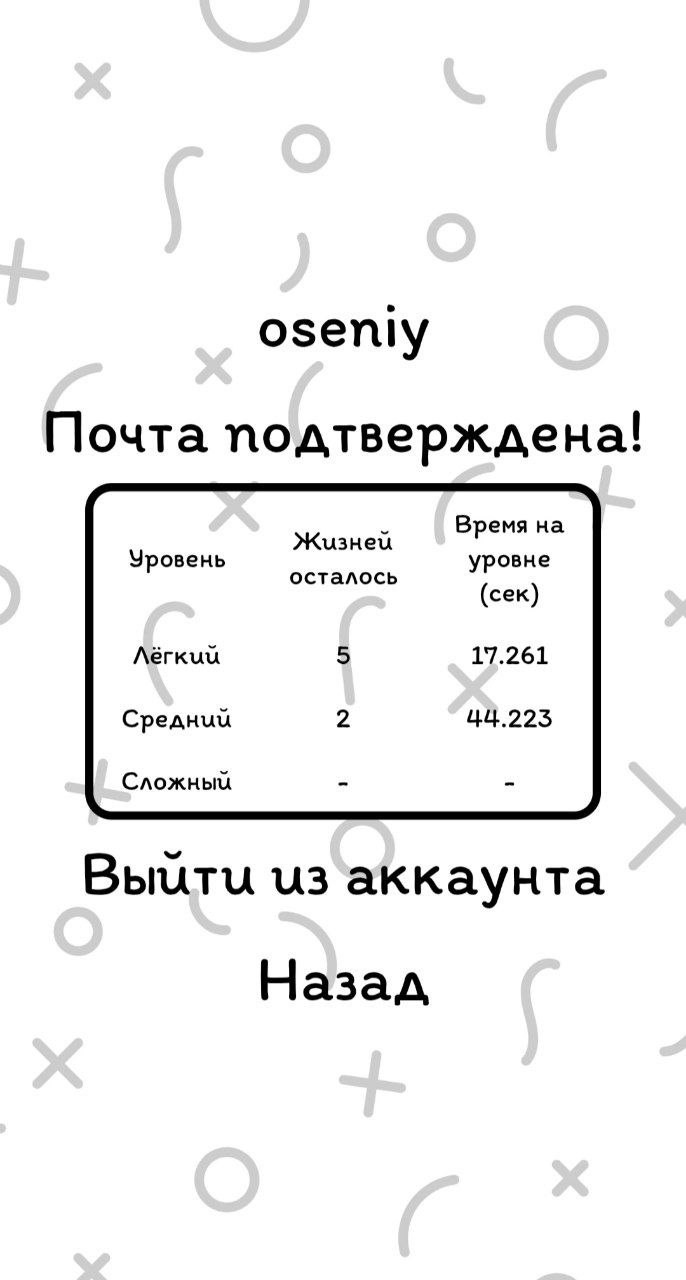 oseniy
Почта подтверждена!
Уровень
Жизней
осталось
Время на
уровне
(сек)
Лёгкий 5 17.261
Средний 2 44.223
Сложный - -
Выйти из аккаунта
Назад